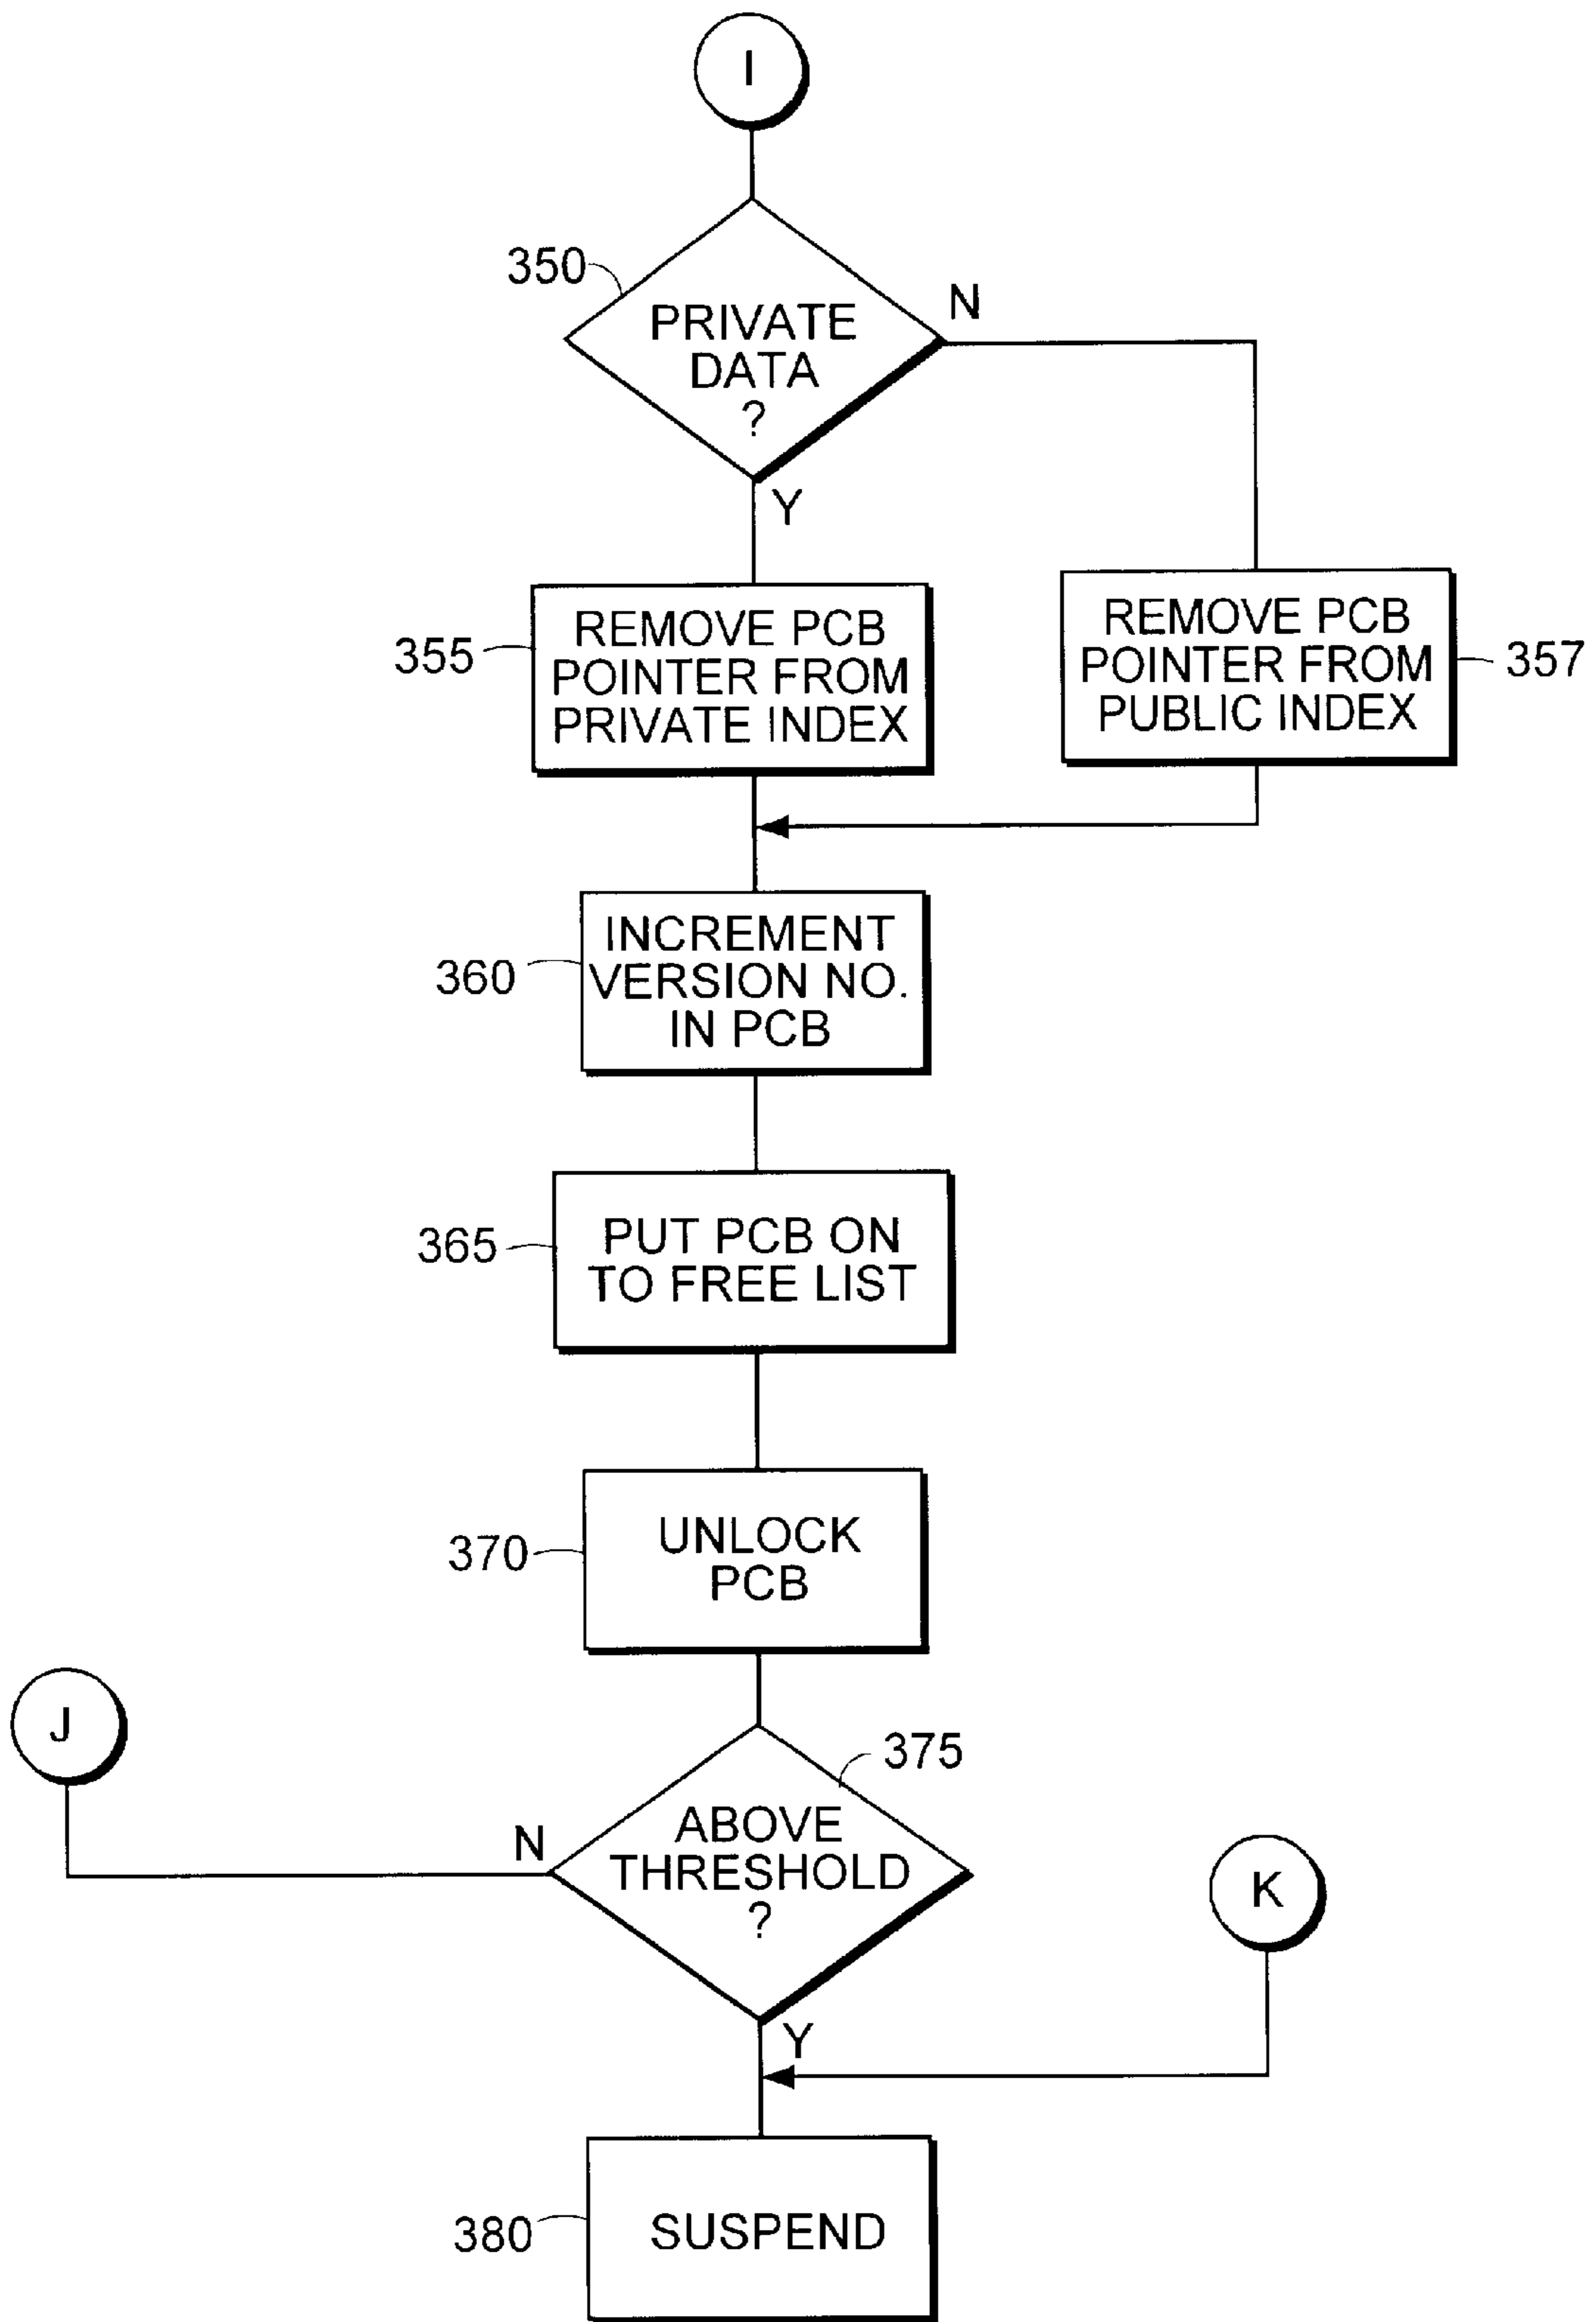 I
350
PRIVATE
DATA
?
N
Y
355
REMOVE PCB
POINTER FROM
PRIVATE INDEX
REMOVE PCB
POINTER FROM
PUBLIC INDEX
357
360
INCREMENT
VERSION NO.
IN PCB
365
PUT PCB ON
TO FREE LIST
370
UNLOCK
PCB
J
375
N
ABOVE
THRESHOLD
?
K
Y
380
SUSPEND